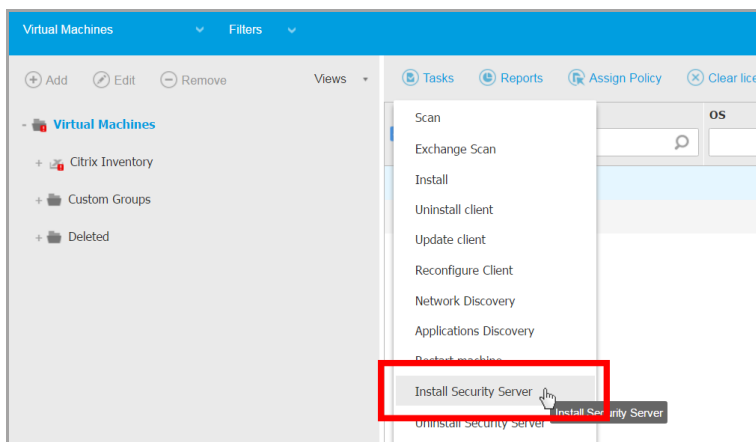 Virtual Machines Filters
Add Edit Remove Views Tasks Reports Assign Policy Clear lice
- Virtual Machines
+ Citrix Inventory
+ Custom Groups
+ Deleted
OS
Scan
Exchange Scan
Install
Uninstall client
Update client
Reconfigure Client
Network Discovery
Applications Discovery
Restart machine
Install Security Server
Install Security Server
Uninstall Security Server